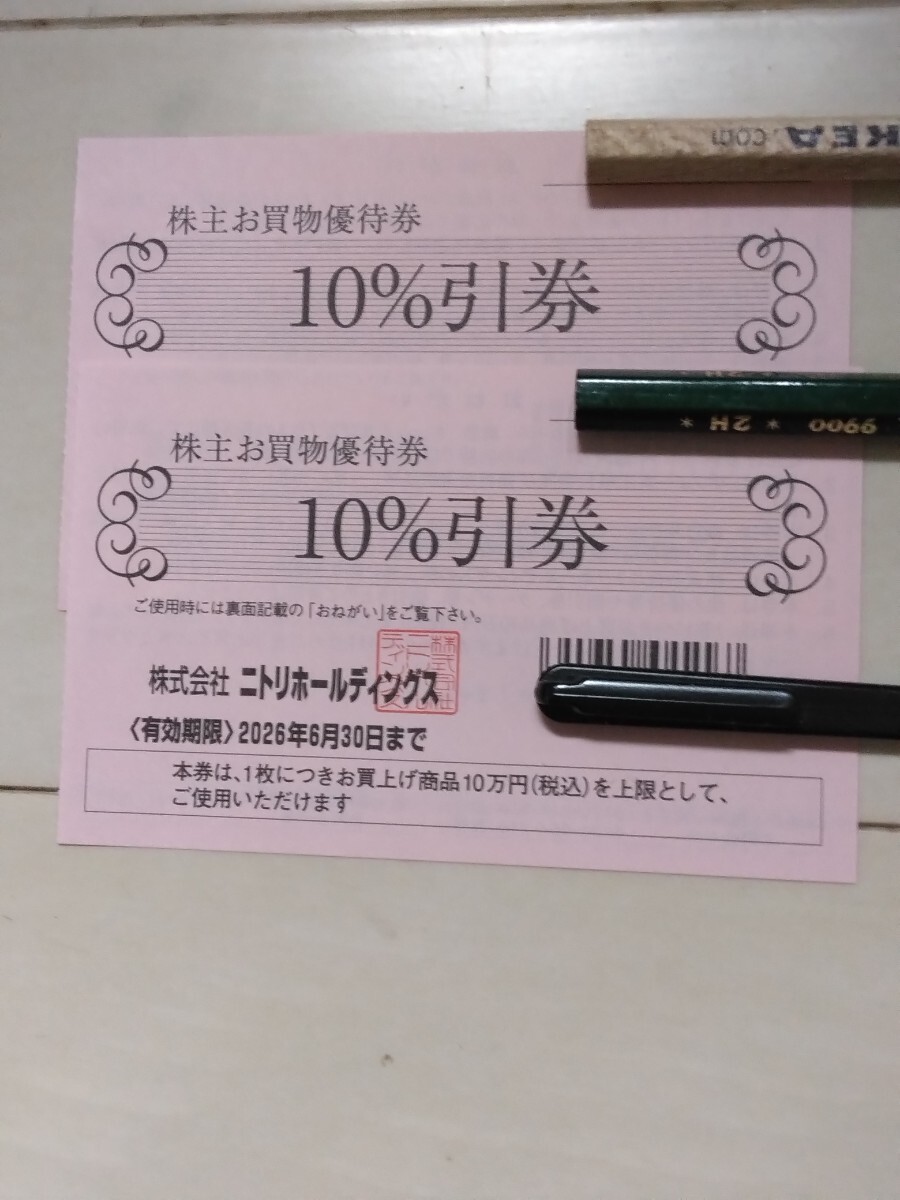 IKEA.com
株主お買物優待券
10%引券
9900 * 2H *
株主お買物優待券
10%引券
ご使用時には裏面記載の「おねがい」をご覧下さい。
株式会社 ニトリホールディングス
〈有効期限〉2026年6月30日まで
本券は、1枚につきお買上げ商品10万円(税込)を上限として、
ご使用いただけます